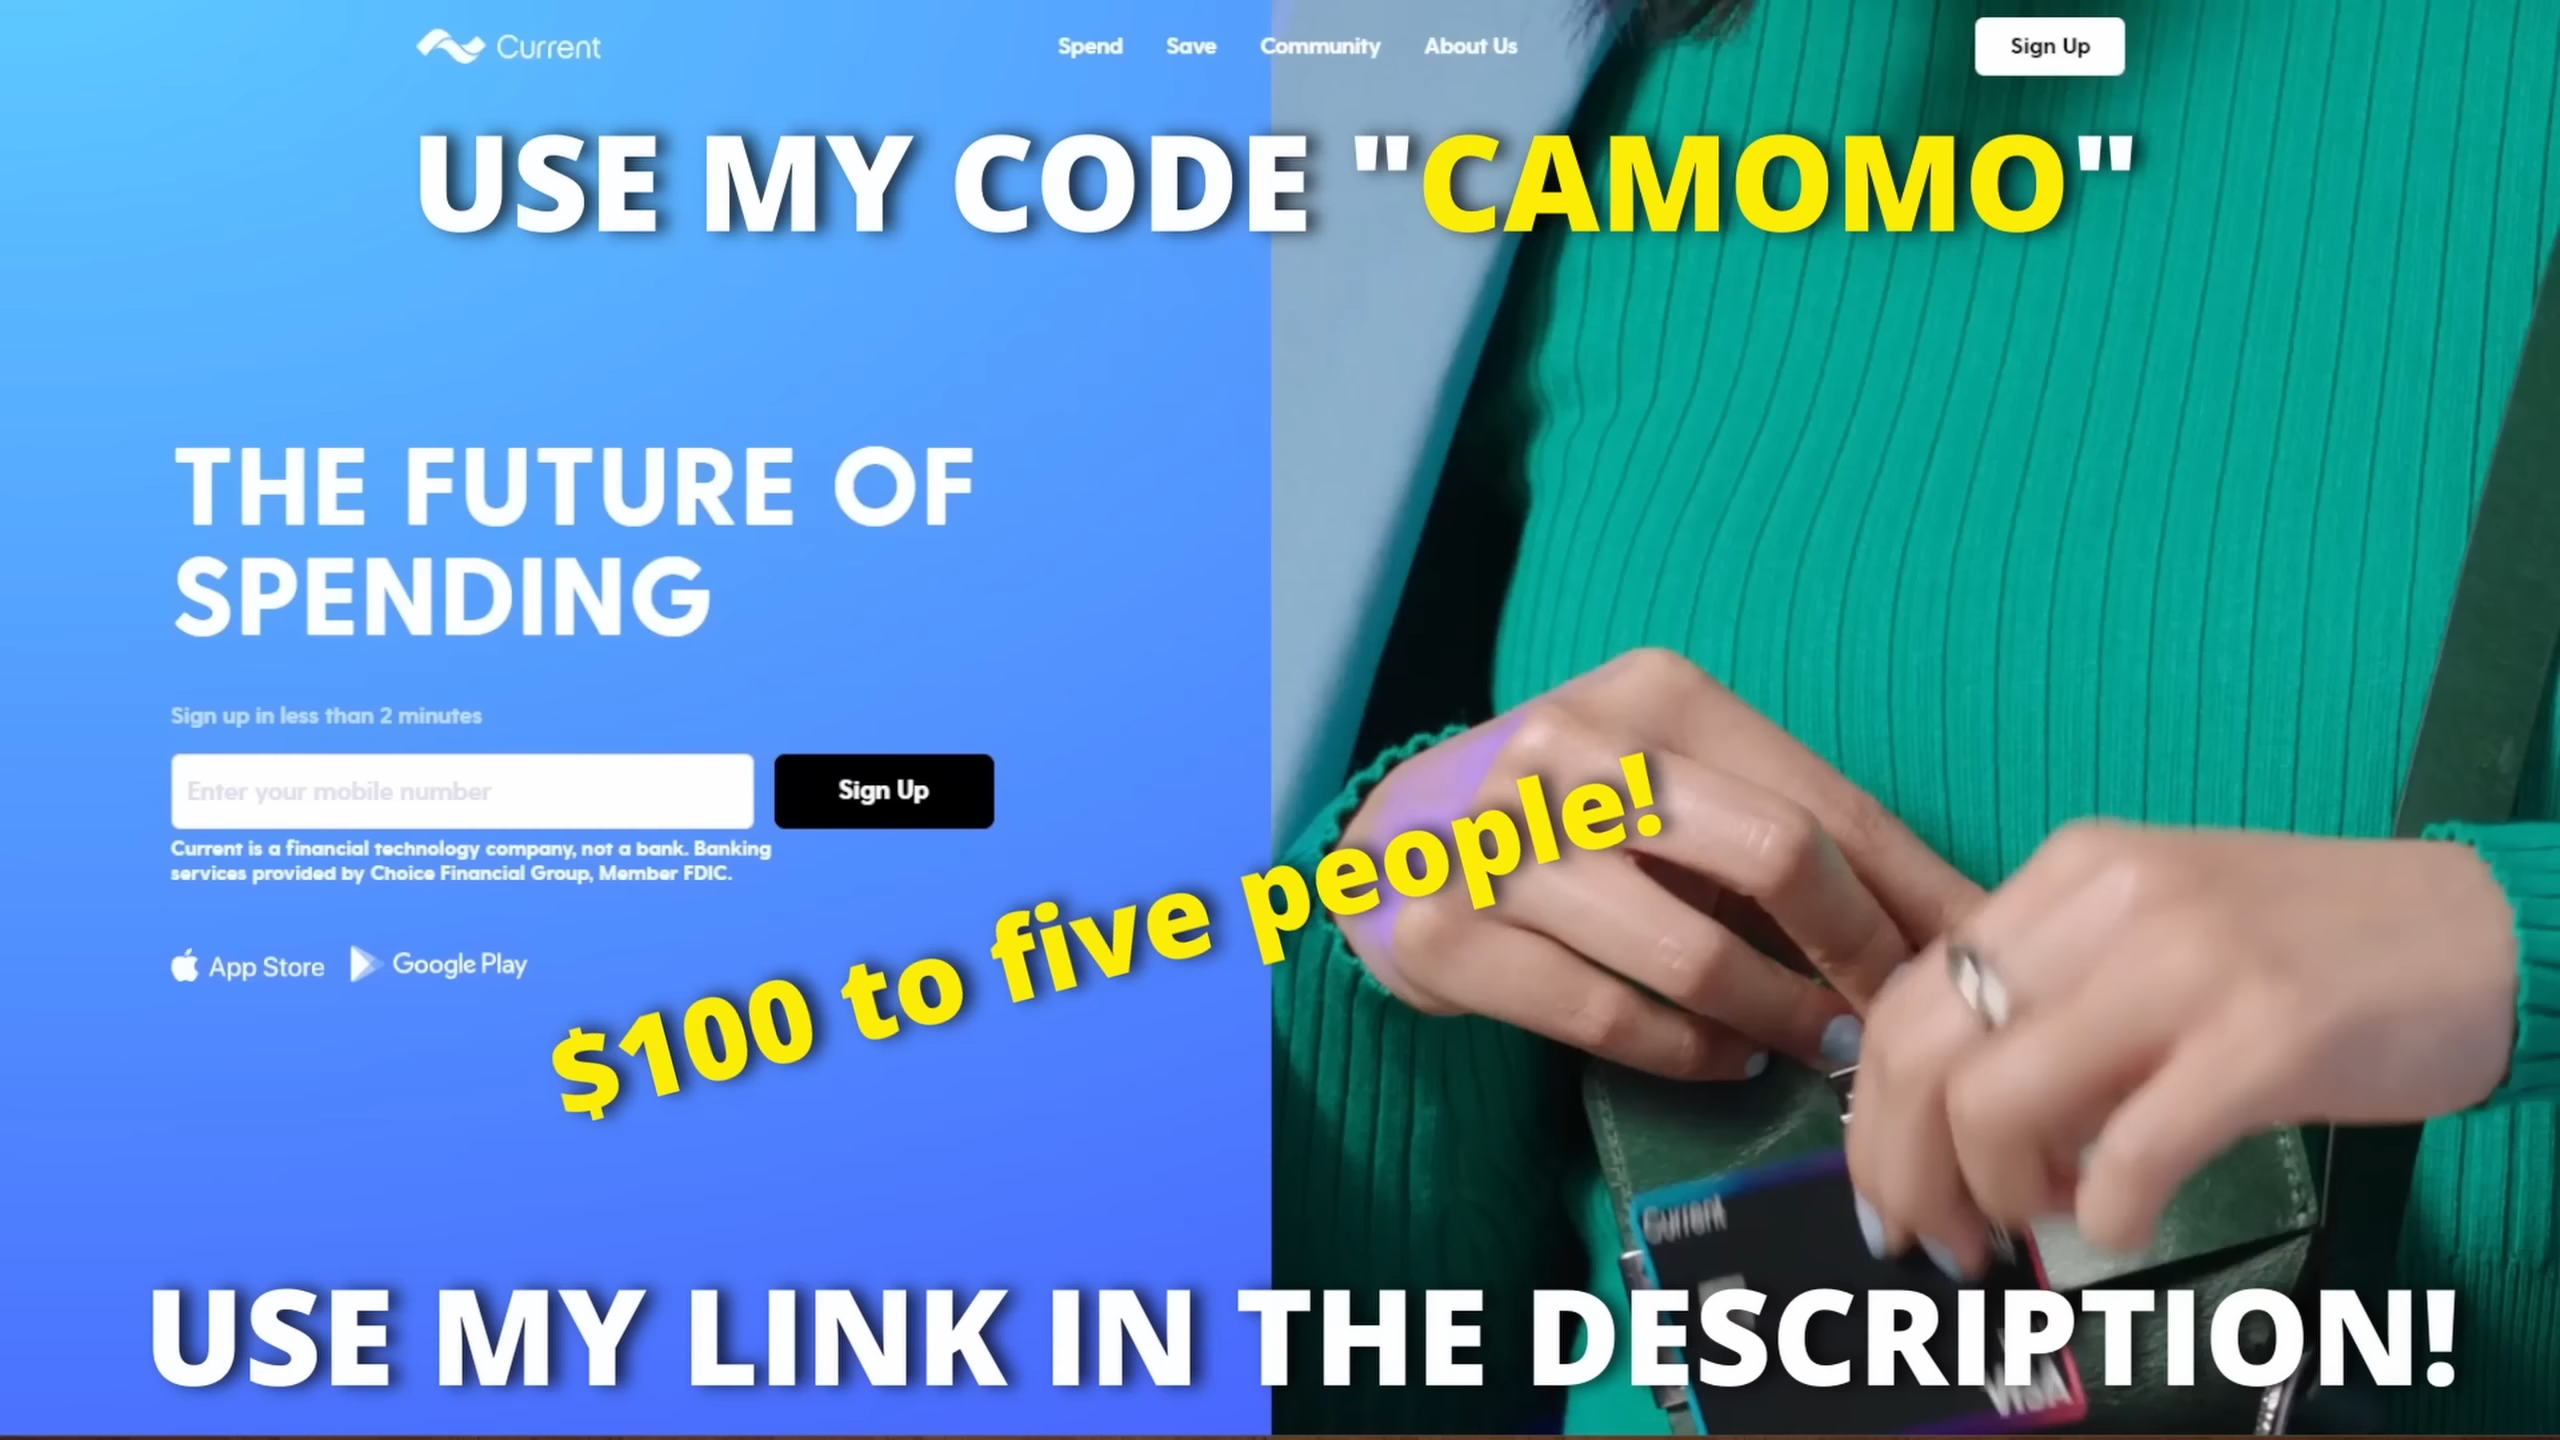 Current
Spend Save Community About Us
Sign Up
USE MY CODE "CAMOMO"
THE FUTURE OF
SPENDING
Sign up in less than 2 minutes
Enter your mobile number
Sign Up
Current is a financial technology company, not a bank. Banking
services provided by Choice Financial Group, Member FDIC.
App Store
Google Play
$100 to five people!
Current
USE MY LINK IN THE DESCRIPTION!
VISA